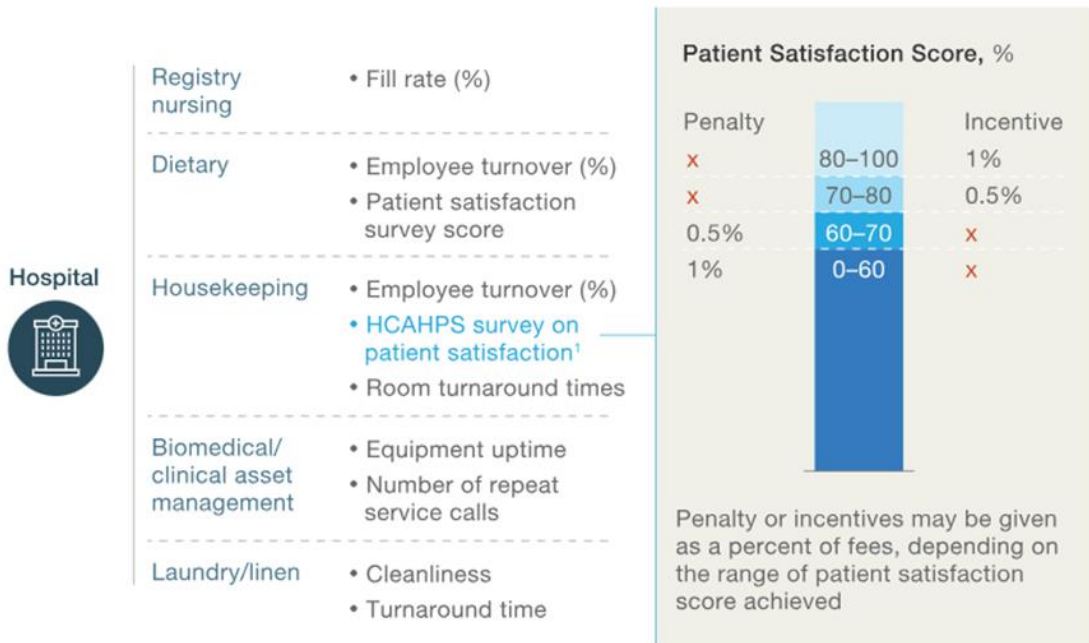 Hospital
Registry
nursing
• Fill rate (%)
Dietary
• Employee turnover (%)
• Patient satisfaction
survey score
Housekeeping
• Employee turnover (%)
• HCAHPS survey on
patient satisfaction¹
• Room turnaround times
Biomedical/
clinical asset
management
• Equipment uptime
• Number of repeat
service calls
Laundry/linen
• Cleanliness
• Turnaround time
Patient Satisfaction Score, %
Penalty Incentive
x 80–100 1%
x 70–80 0.5%
0.5% 60–70 x
1% 0–60 x
Penalty or incentives may be given
as a percent of fees, depending on
the range of patient satisfaction
score achieved